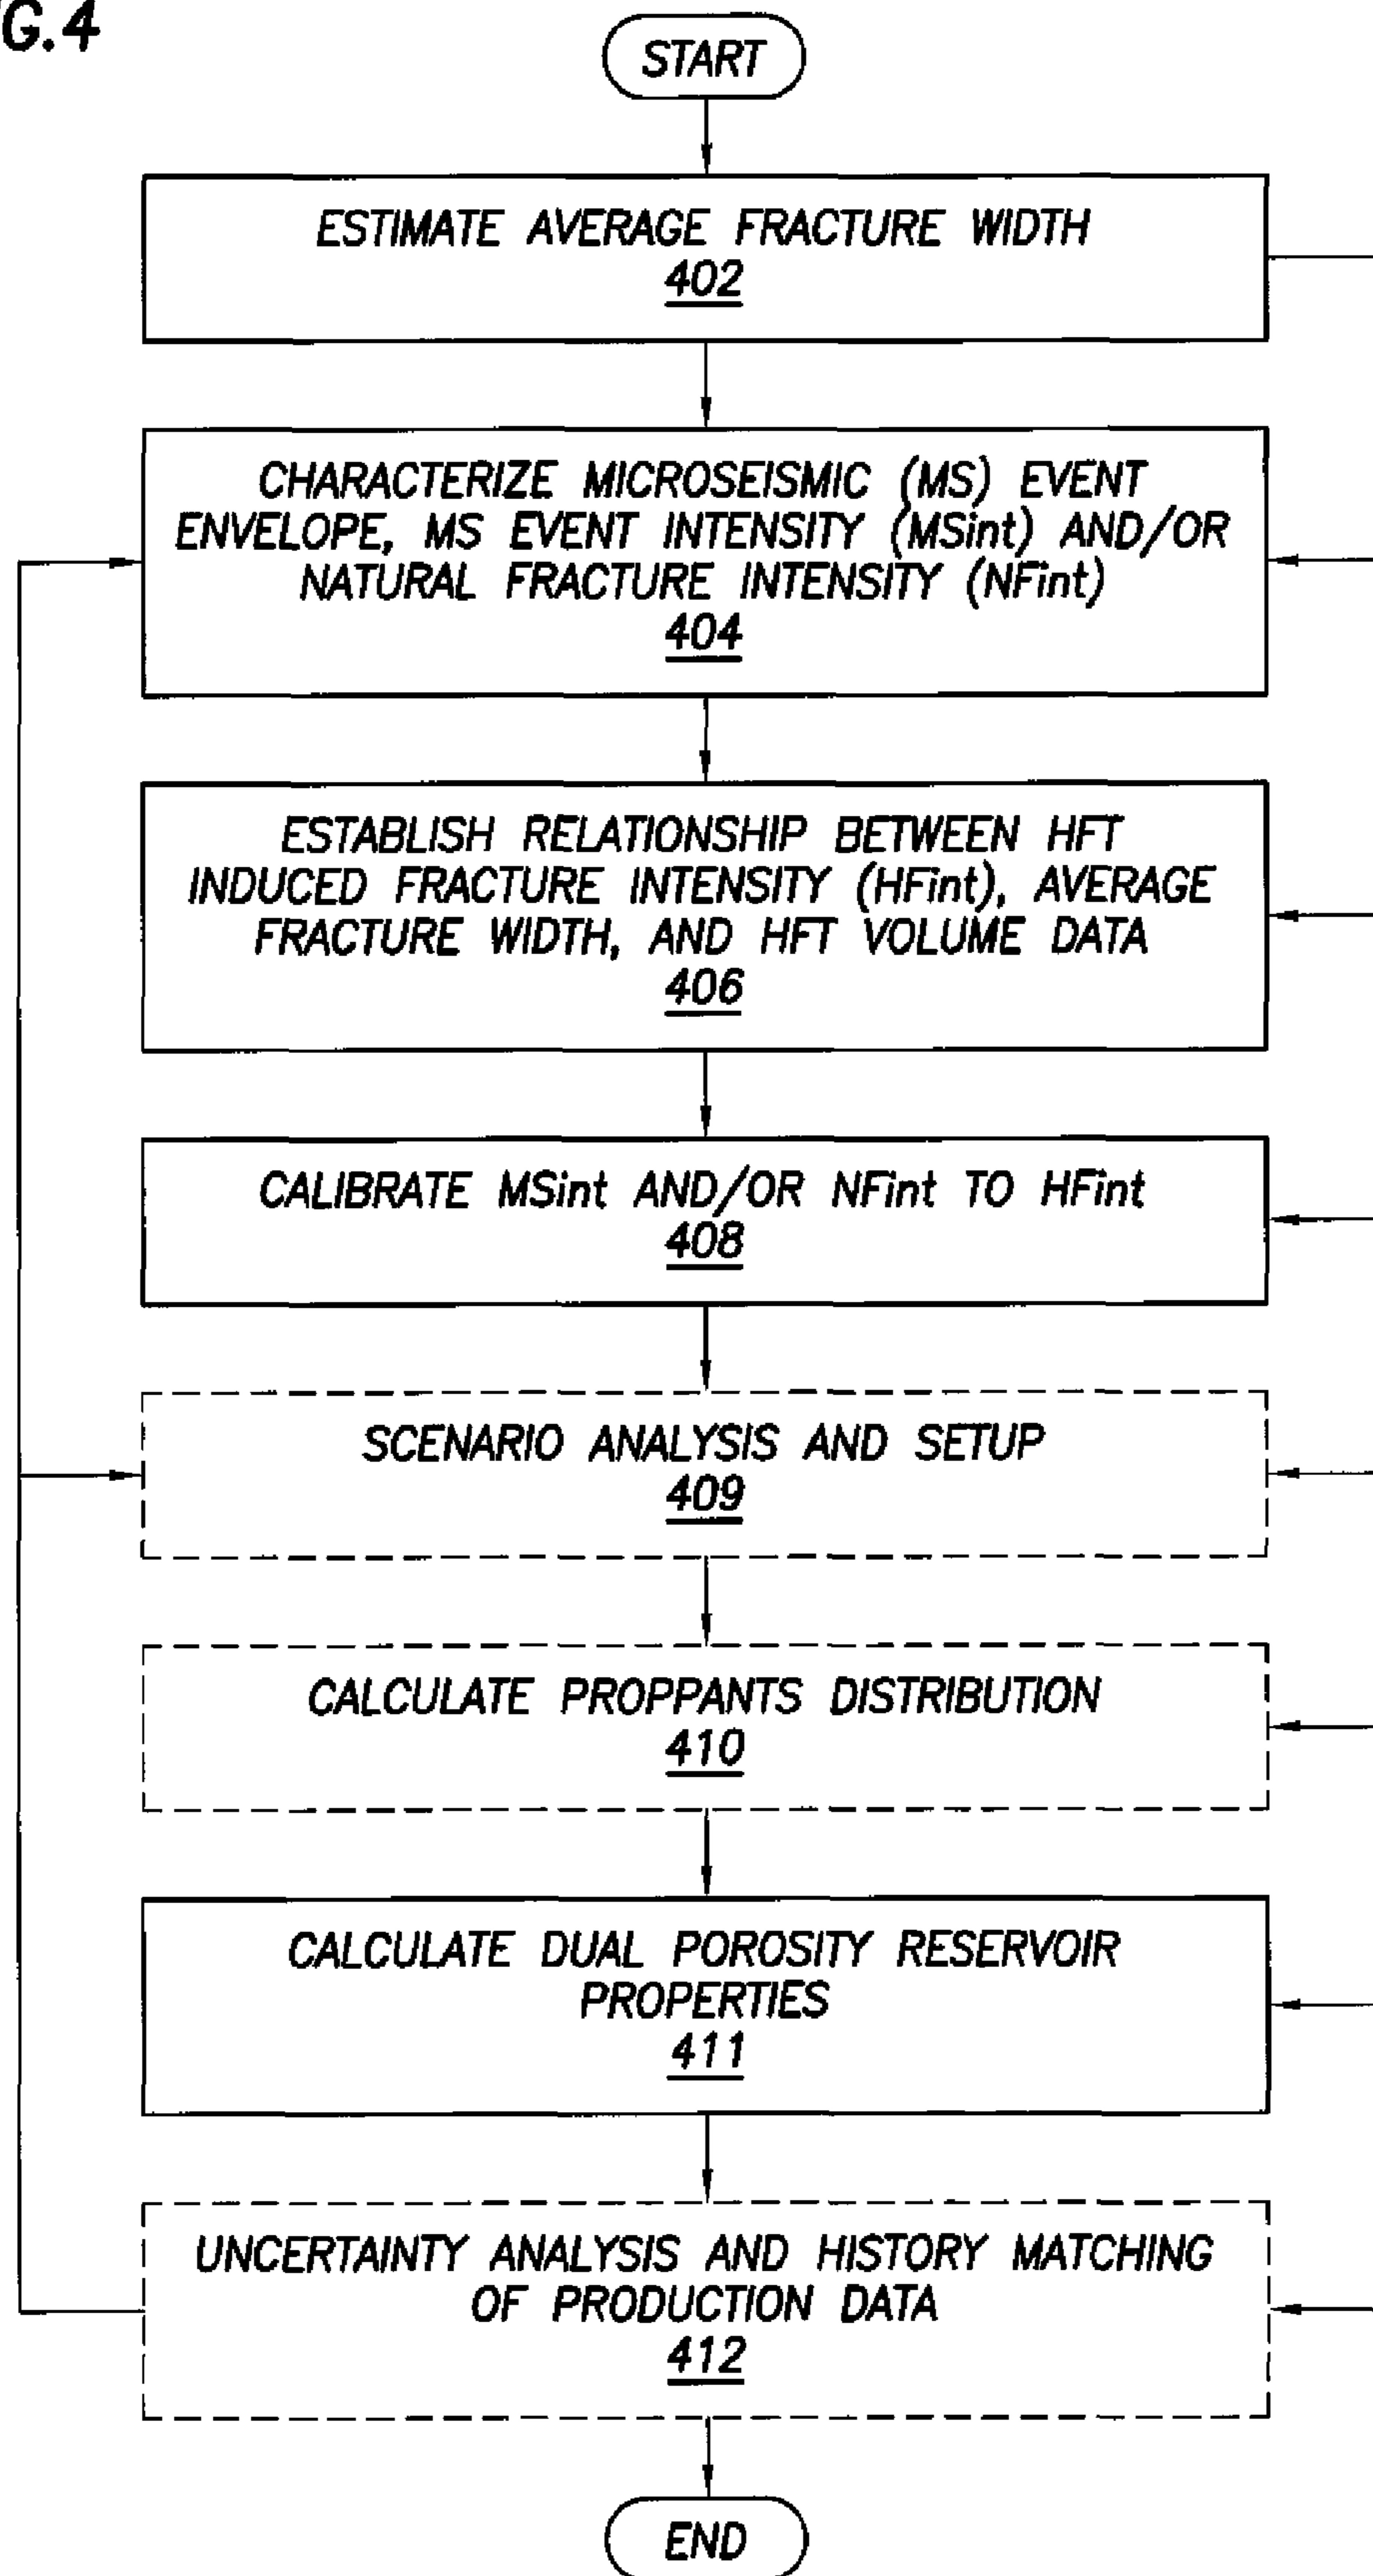 G.4
START
ESTIMATE AVERAGE FRACTURE WIDTH
402
CHARACTERIZE MICROSEISMIC (MS) EVENT
ENVELOPE, MS EVENT INTENSITY (MSint) AND/OR
NATURAL FRACTURE INTENSITY (NFint)
404
ESTABLISH RELATIONSHIP BETWEEN HFT
INDUCED FRACTURE INTENSITY (HFint), AVERAGE
FRACTURE WIDTH, AND HFT VOLUME DATA
406
CALIBRATE MSint AND/OR NFint TO HFint
408
SCENARIO ANALYSIS AND SETUP
409
CALCULATE PROPPANTS DISTRIBUTION
410
CALCULATE DUAL POROSITY RESERVOIR
PROPERTIES
411
UNCERTAINTY ANALYSIS AND HISTORY MATCHING
OF PRODUCTION DATA
412
END